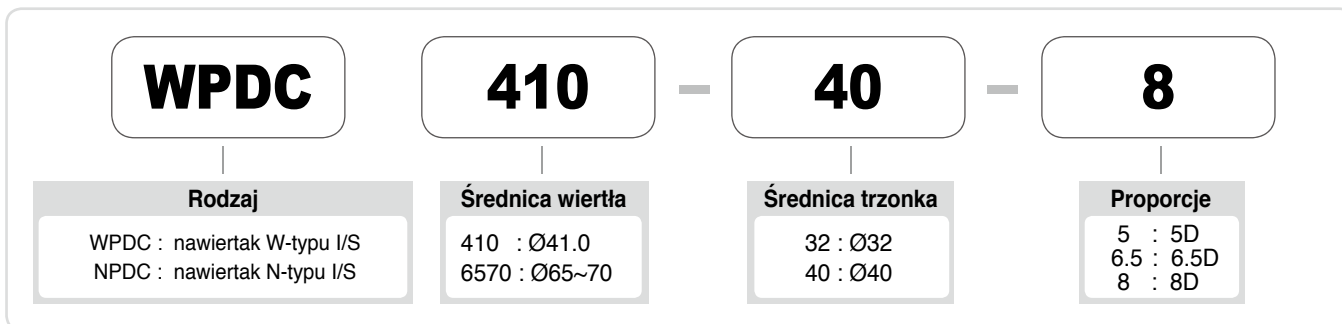 WPDC 410 - 40 - 8
Rodzaj
WPDC : nawiertak W-typu I/S
NPDC : nawiertak N-typu I/S
Średnica wiertła
410 : Ø41.0
6570 : Ø65~70
Średnica trzonka
32 : Ø32
40 : Ø40
Proporcje
5 : 5D
6.5 : 6.5D
8 : 8D